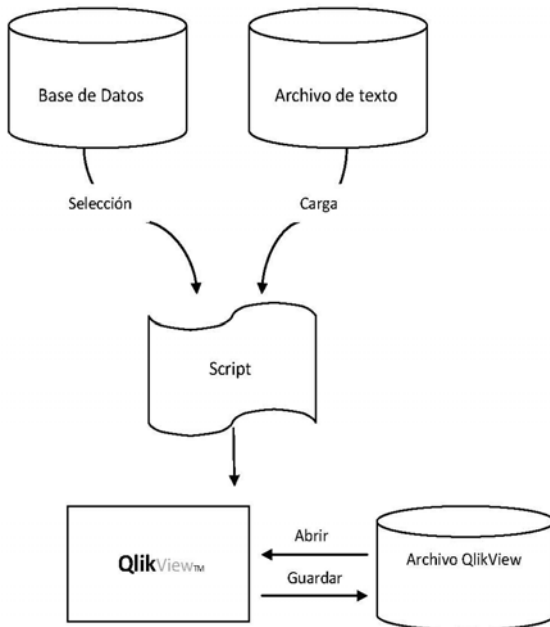 Base de Datos
Archivo de texto
Selección
Carga
Script
QlikView™
Abrir
Archivo QlikView
Guardar